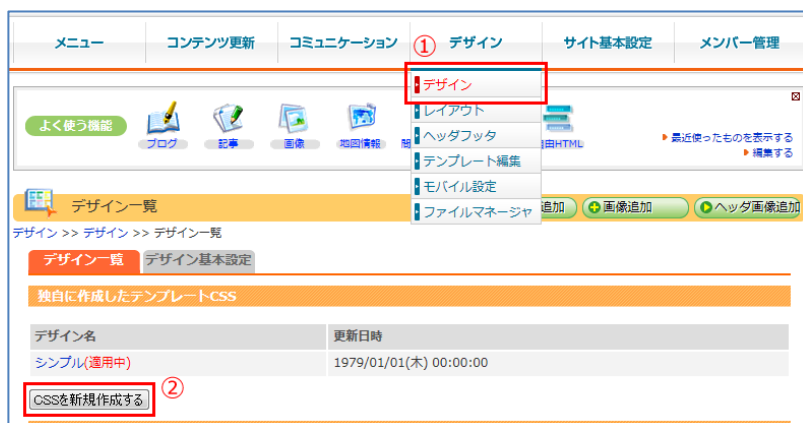 メニュー コンテンツ更新 コミュニケーション ① デザイン サイト基本設定 メンバー管理
デザイン
レイアウト
ヘッダフッタ
テンプレート編集
モバイル設定
ファイルマネージャ
よく使う機能 ブログ 記事 画像 地図情報 由HTML
最近使ったものを表示する
編集する
デザイン一覧 追加 画像追加 ヘッダ画像追加
デザイン >> デザイン >> デザイン一覧
デザイン一覧 デザイン基本設定
独自に作成したテンプレートCSS
デザイン名 更新日時
シンプル(適用中) 1979/01/01(木) 00:00:00
CSSを新規作成する ②